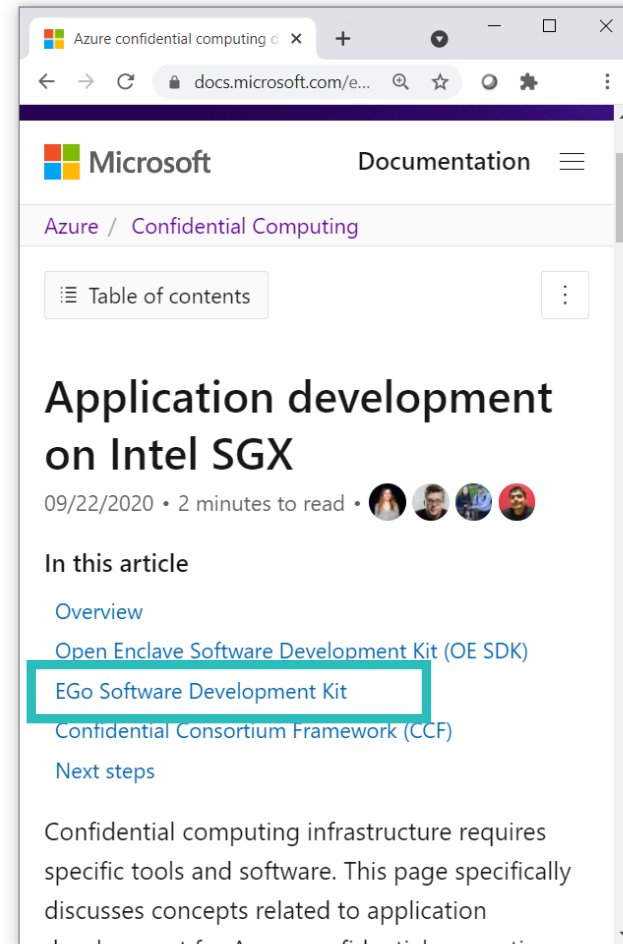 Azure confidential computing d
docs.microsoft.com/e...
Microsoft
Documentation
Azure / Confidential Computing
Table of contents
Application development
on Intel SGX
09/22/2020 • 2 minutes to read •
In this article
Overview
Open Enclave Software Development Kit (OE SDK)
EGo Software Development Kit
Confidential Consortium Framework (CCF)
Next steps
Confidential computing infrastructure requires
specific tools and software. This page specifically
discusses concepts related to application